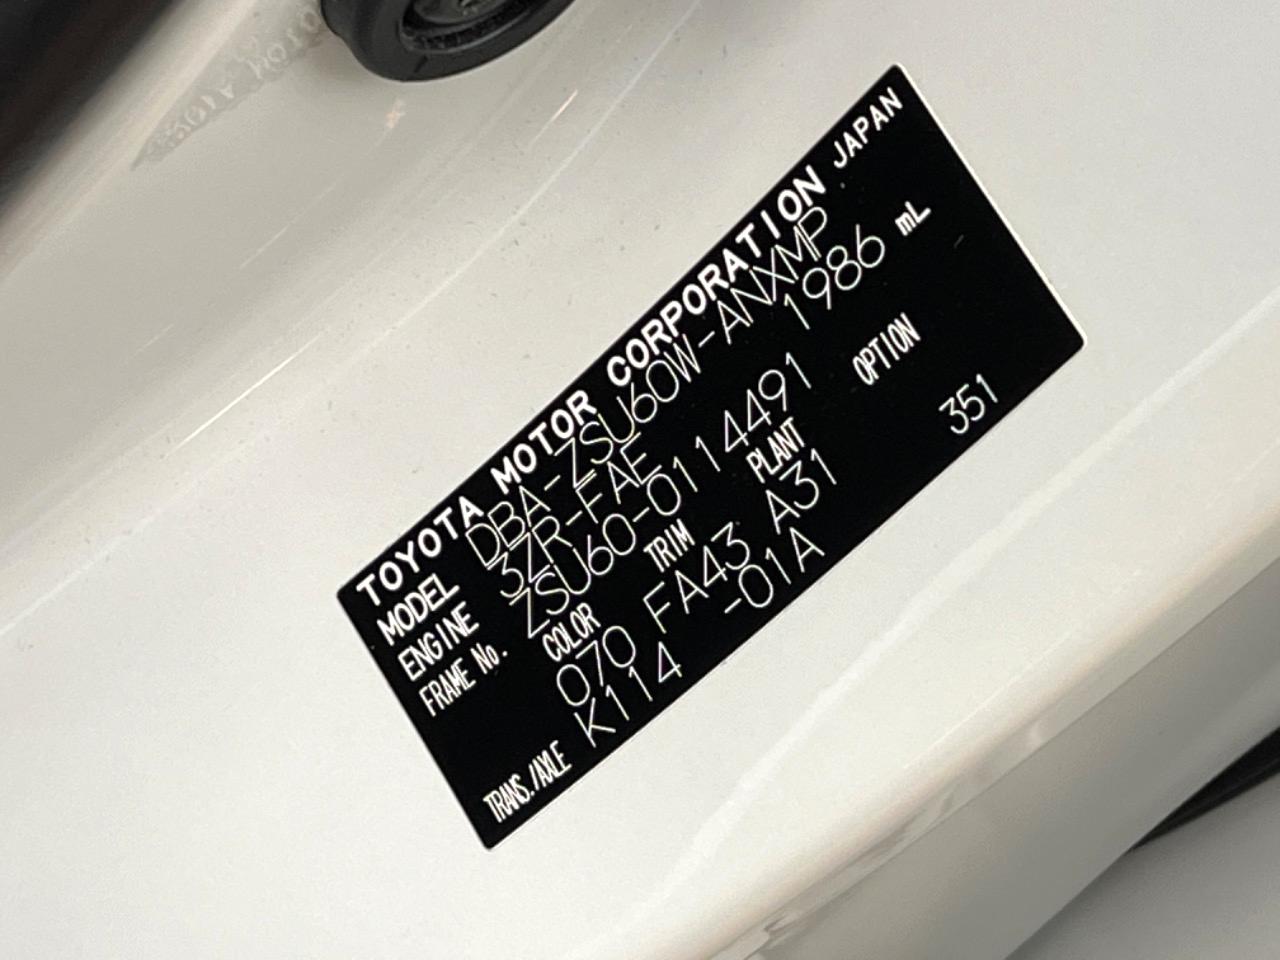 TOYOTA MOTOR CORPORATION JAPAN
MODEL DBA-ZSU60W-ANXMP
ENGINE 3ZR-FAE 1986 mL
FRAME No. ZSU60-0114491
COLOR TRIM PLANT OPTION
070 FA43 A31 351
TRANS./AXLE K114 -01A